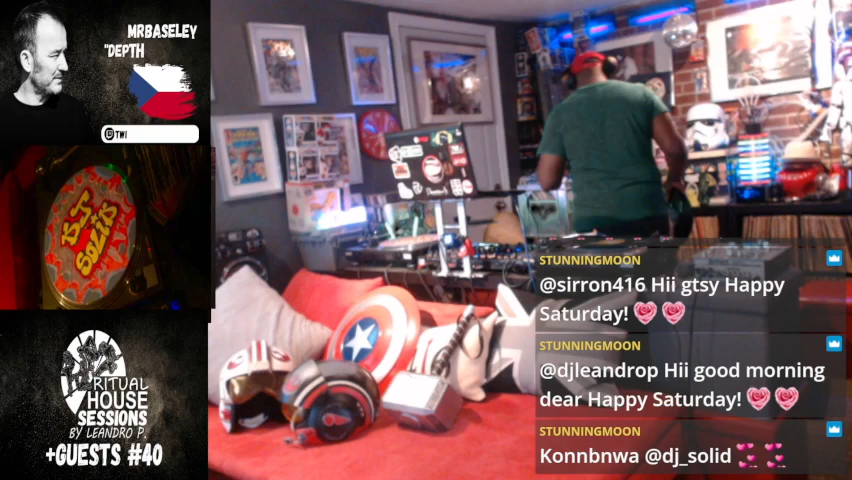 MRBASELEY
"DEPTH
TWI
D.J.
SOLID
RITUAL
HOUSE
SESSIONS
BY LEANDRO P.
+GUESTS #40
STUNNINGMOON
@sirron416 Hii gtsy Happy
Saturday!
STUNNINGMOON
@djleandrop Hii good morning
dear Happy Saturday!
STUNNINGMOON
Konnbnwa @dj_solid